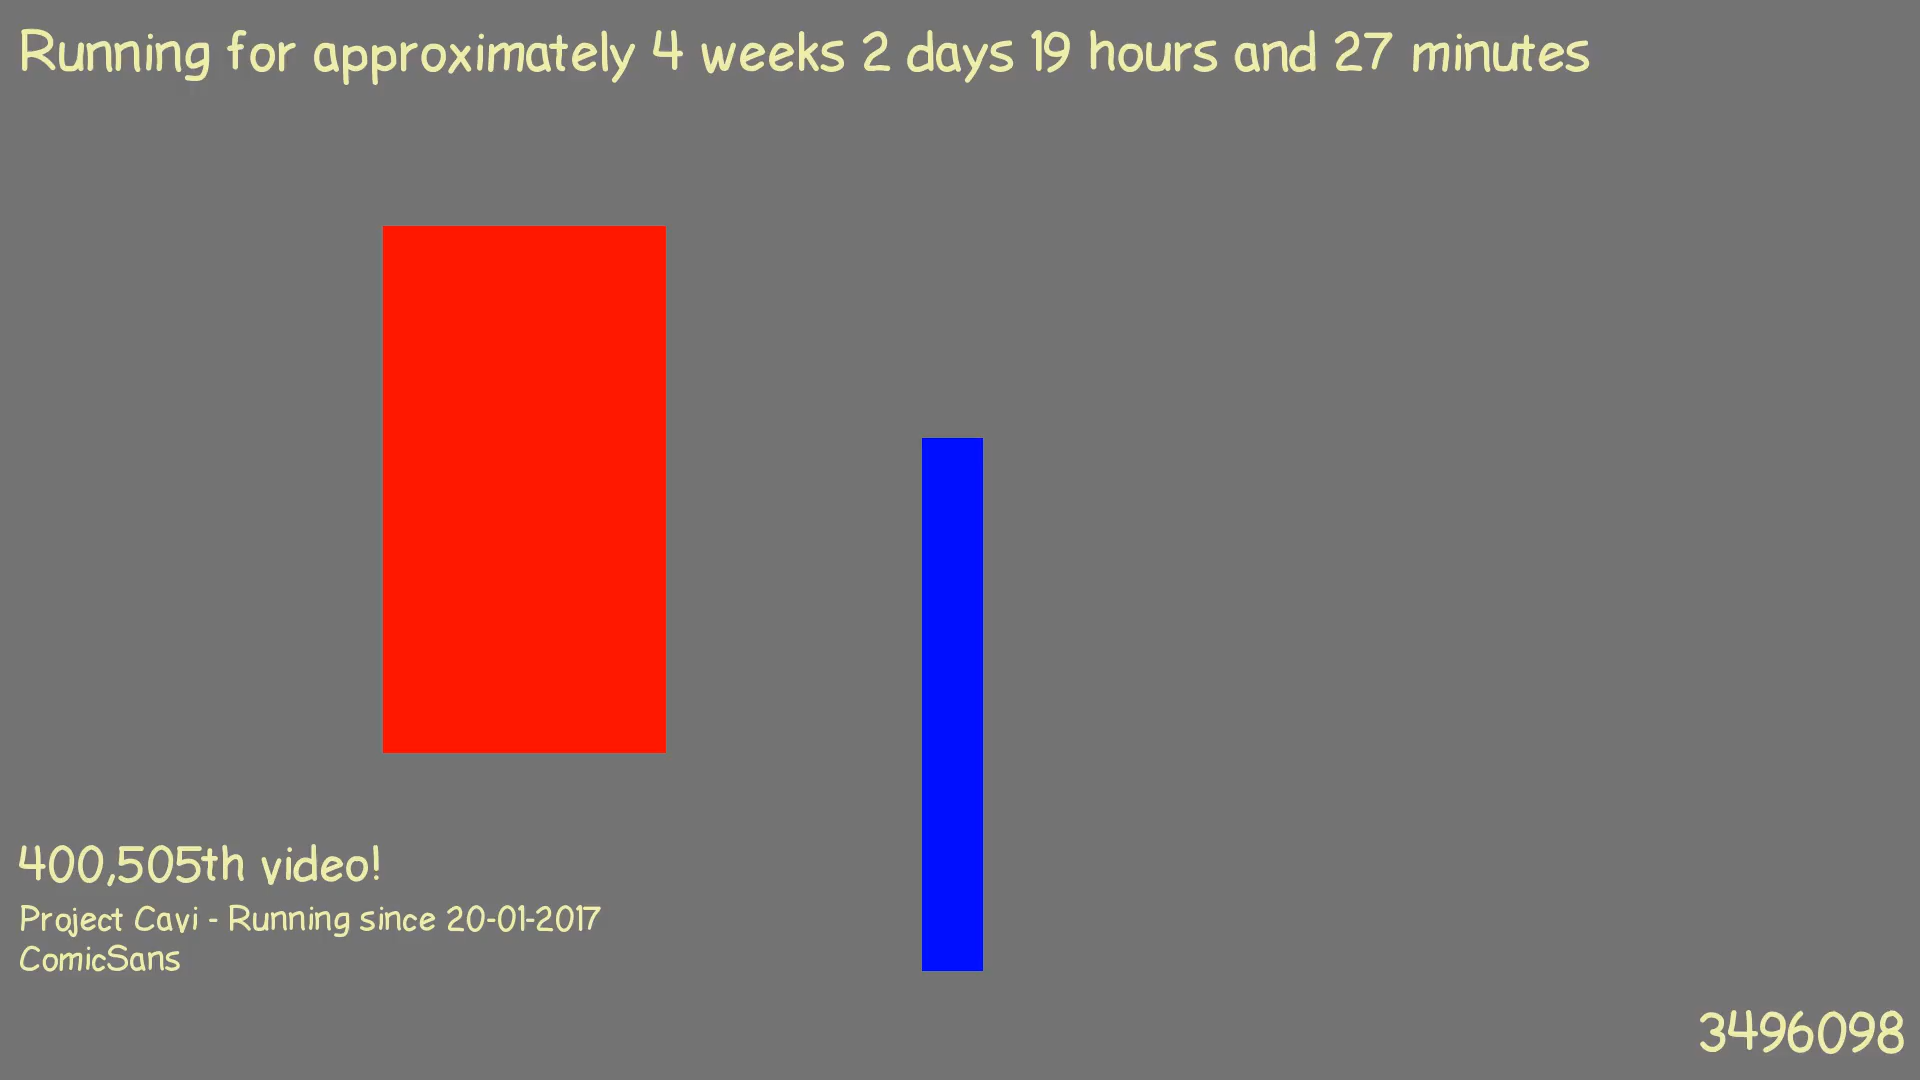 Running for approximately 4 weeks 2 days 19 hours and 27 minutes
400,505th video!
Project Cavi - Running since 20-01-2017
ComicSans
3496098